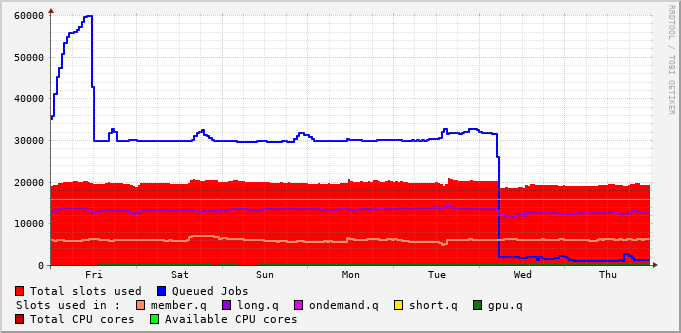 RRDTOOL / TOBI OETIKER
60000
50000
40000
30000
20000
10000
0
Fri Sat Sun Mon Tue Wed Thu
Total slots used Queued Jobs
Slots used in : member.q long.q ondemand.q short.q gpu.q
Total CPU cores Available CPU cores